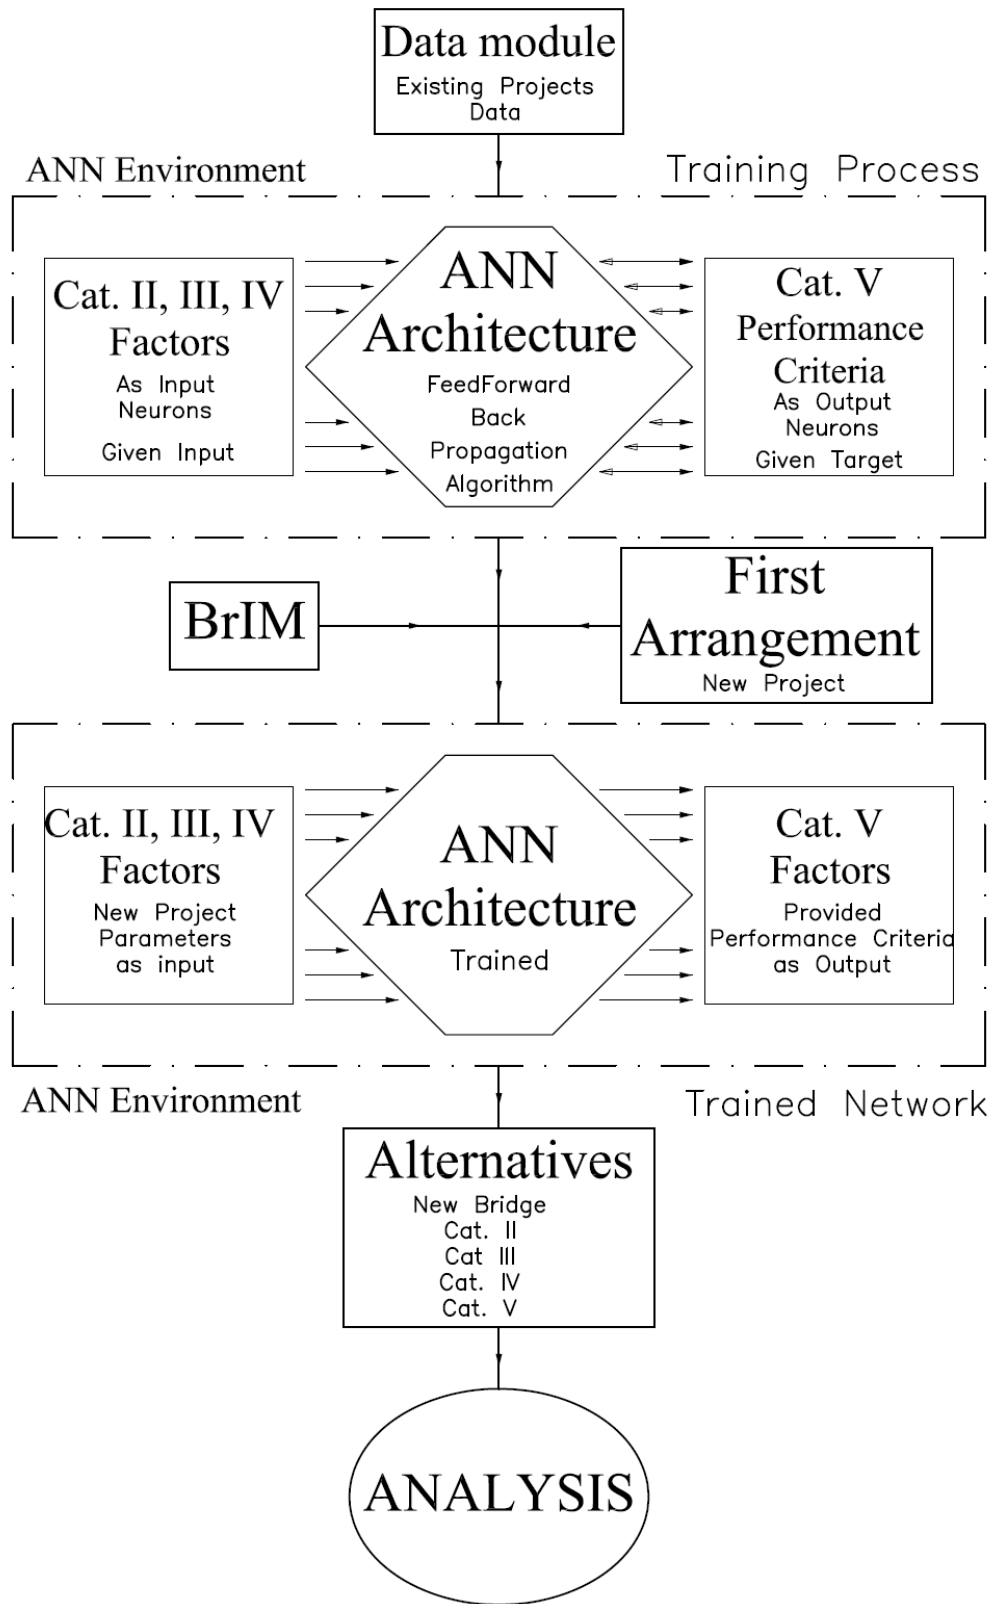 Data module
Existing Projects
Data
ANN Environment
Training Process
Cat. II, III, IV
Factors
As Input
Neurons
Given Input
ANN
Architecture
FeedForward
Back
Propagation
Algorithm
Cat. V
Performance
Criteria
As Output
Neurons
Given Target
BrIM
First
Arrangement
New Project
Cat. II, III, IV
Factors
New Project
Parameters
as input
ANN
Architecture
Trained
Cat. V
Factors
Provided
Performance Criteria
as Output
ANN Environment
Trained Network
Alternatives
New Bridge
Cat. II
Cat III
Cat. IV
Cat. V
ANALYSIS